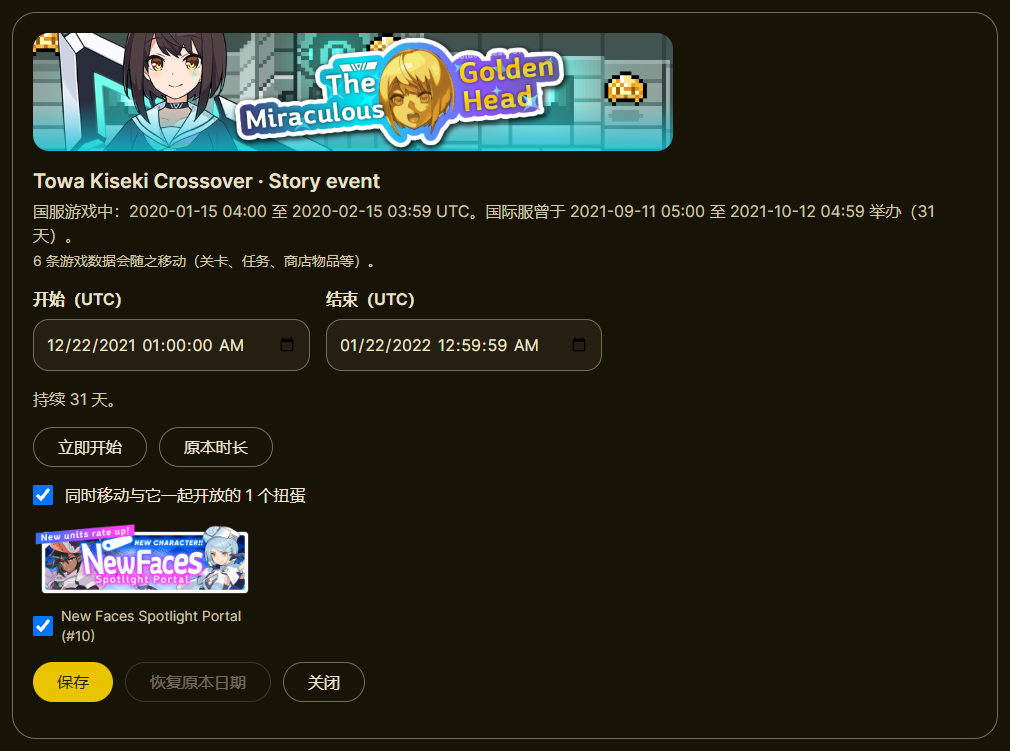 The
Miraculous
Golden
Head
Towa Kiseki Crossover · Story event
国服游戏中：2020-01-15 04:00 至 2020-02-15 03:59 UTC。国际服曾于 2021-09-11 05:00 至 2021-10-12 04:59 举办（31
天）。
6 条游戏数据会随之移动（关卡、任务、商店物品等）。
开始（UTC） 结束（UTC）
12/22/2021 01:00:00 AM 01/22/2022 12:59:59 AM
持续 31 天。
立即开始 原本时长
同时移动与它一起开放的 1 个扭蛋
New units rate up!
NEW CHARACTER!!
NewFaces
Spotlight Portal
New Faces Spotlight Portal
(#10)
保存 恢复原本日期 关闭